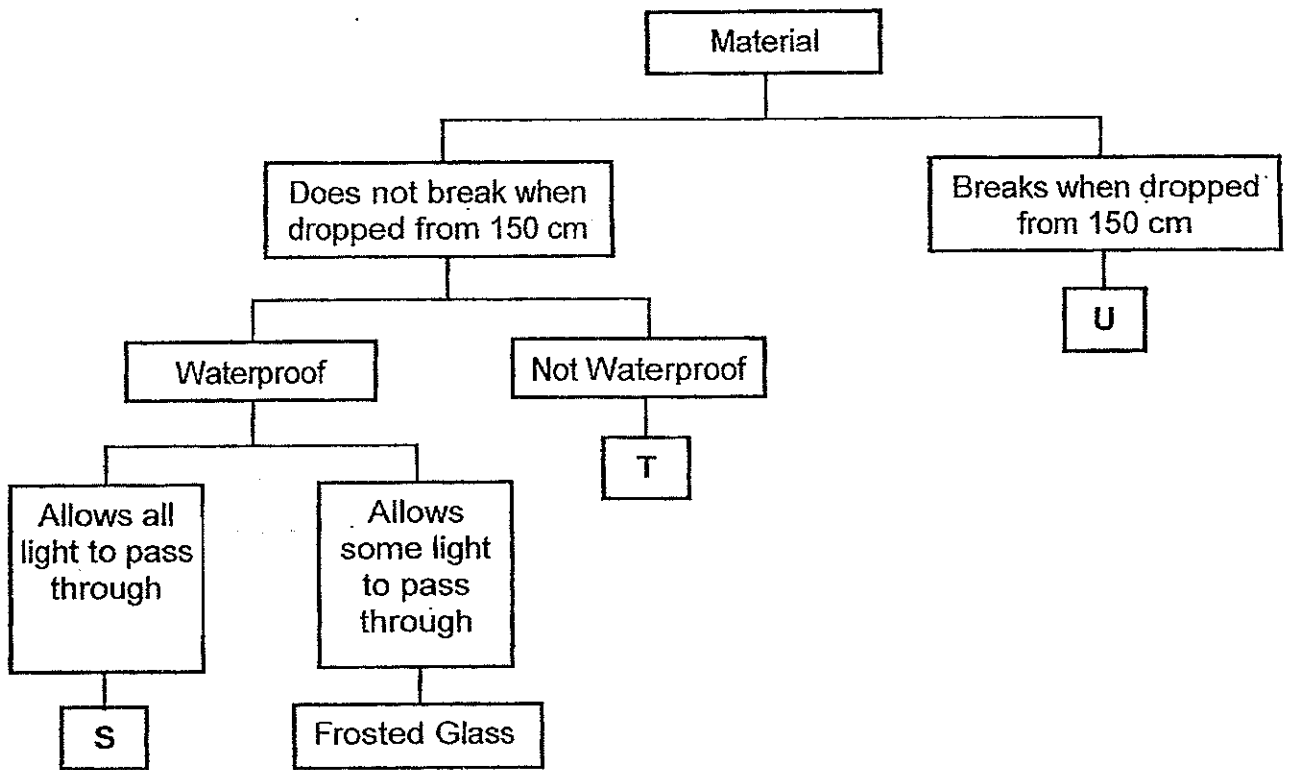 Material
Does not break when
dropped from 150 cm
Breaks when dropped
from 150 cm
U
Waterproof
Not Waterproof
T
Allows all
light to pass
through
Allows
some light
to pass
through
S
Frosted Glass